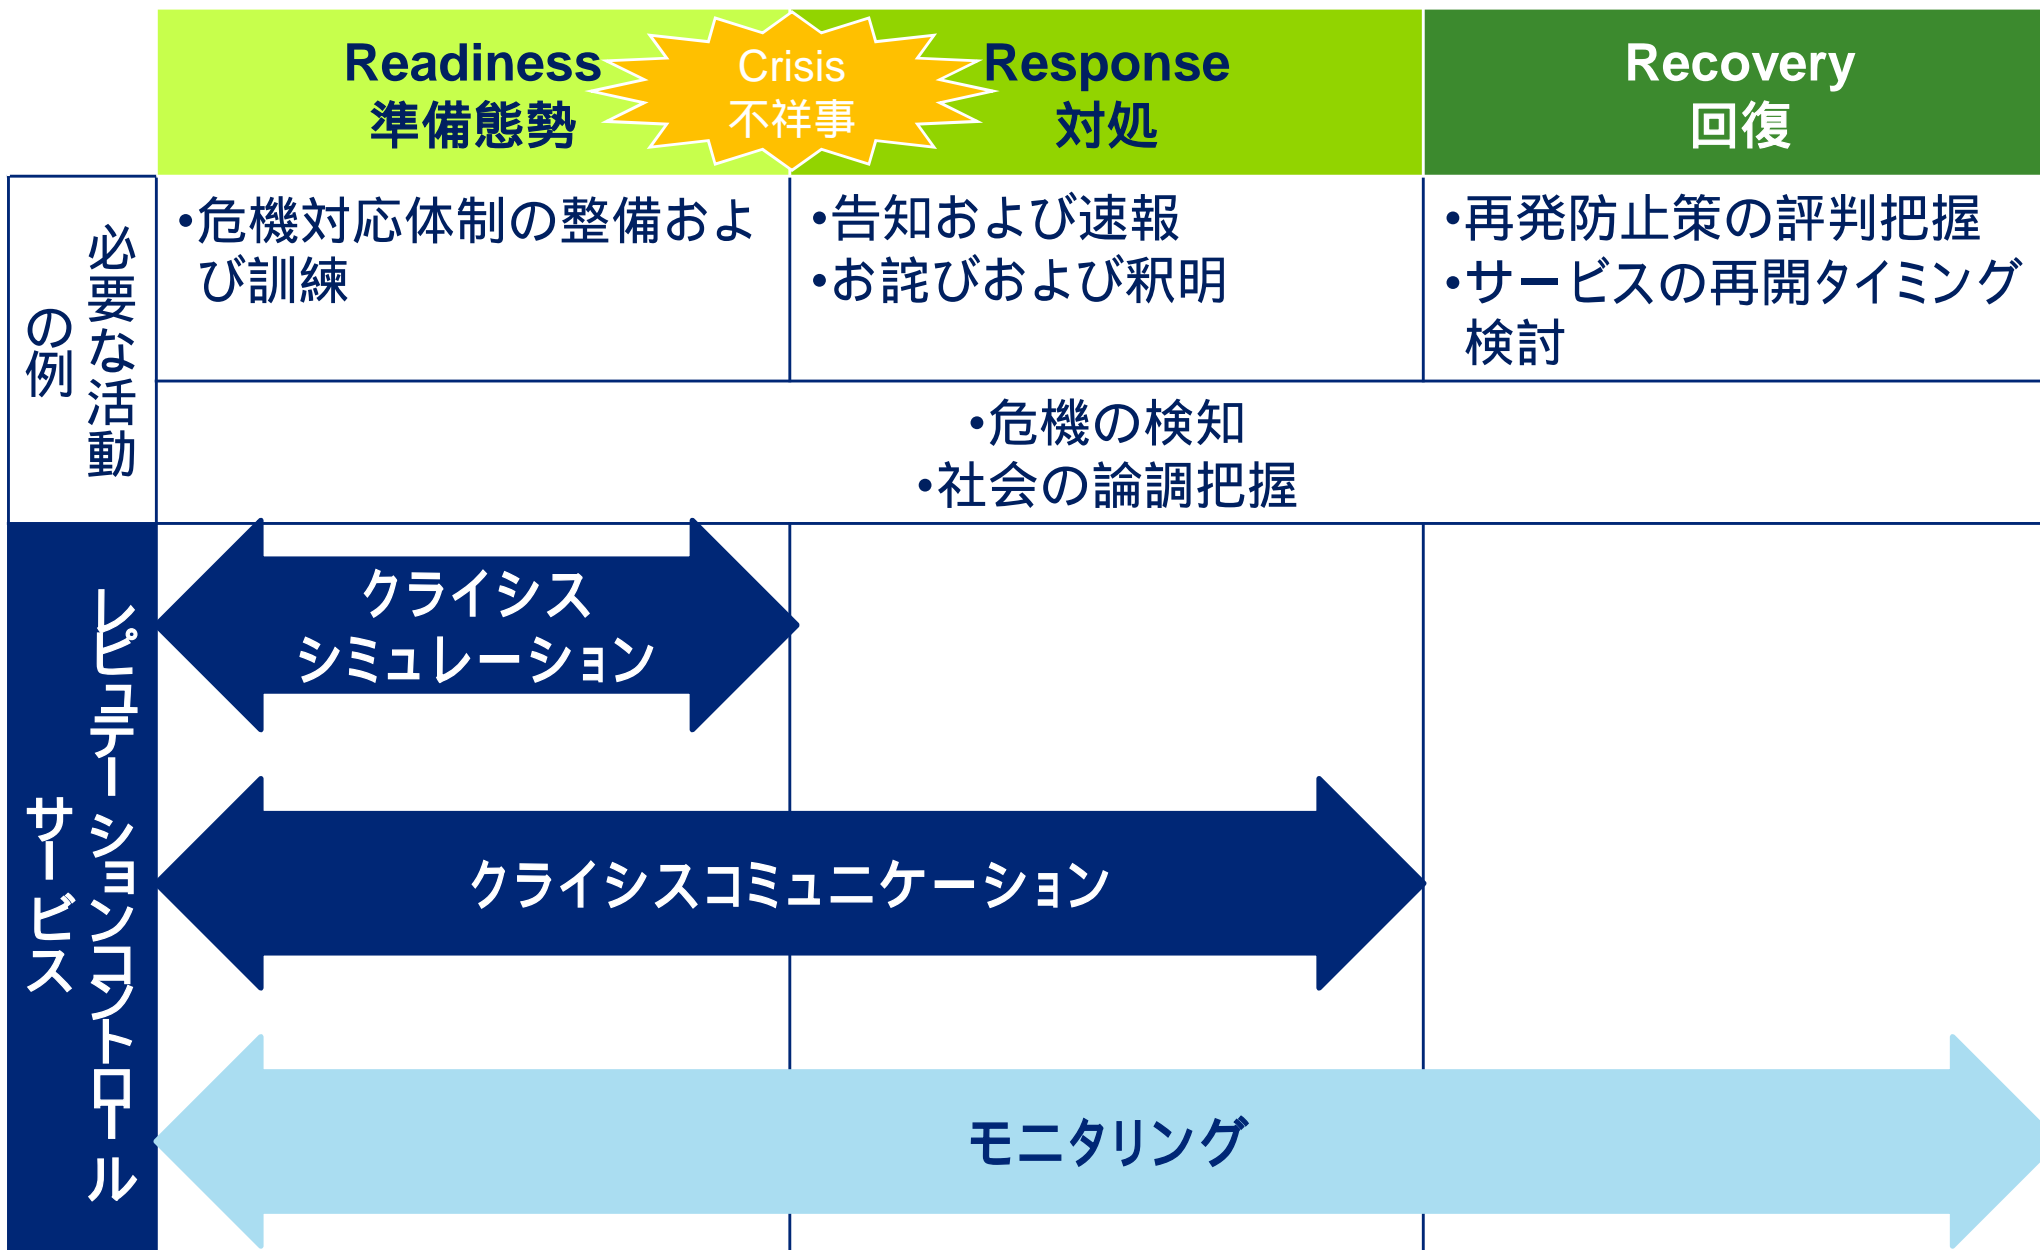 Readiness
準備態勢
Crisis
不祥事
Response
対処
Recovery
回復
必要な活動
の例
•危機対応体制の整備およ
び訓練
•告知および速報
•お詫びおよび釈明
•再発防止策の評判把握
•サービスの再開タイミング
検討
•危機の検知
•社会の論調把握
レピュテーションコントロール
サービス
クライシス
シミュレーション
クライシスコミュニケーション
モニタリング